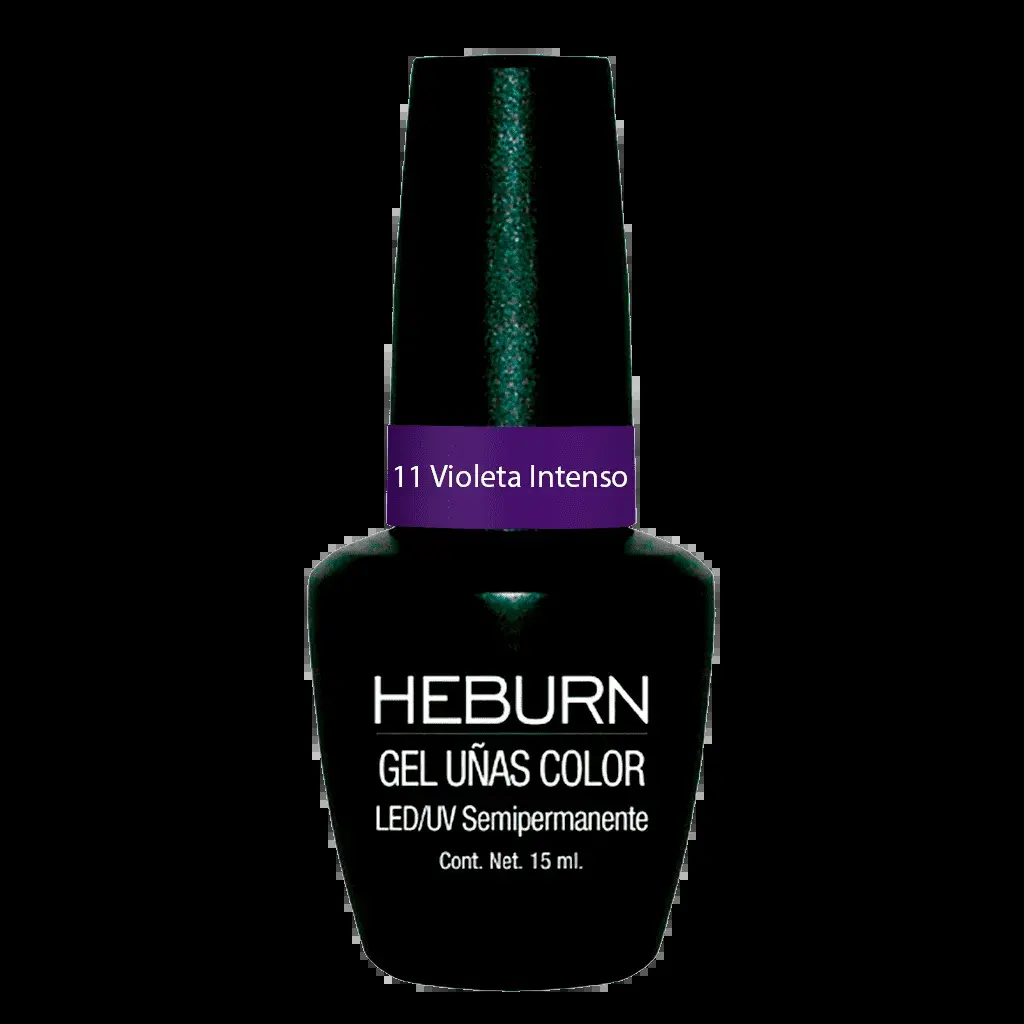 11 Violeta Intenso
HEBURN
GEL UÑAS COLOR
LED/UV Semipermanente
Cont. Net. 15 ml.